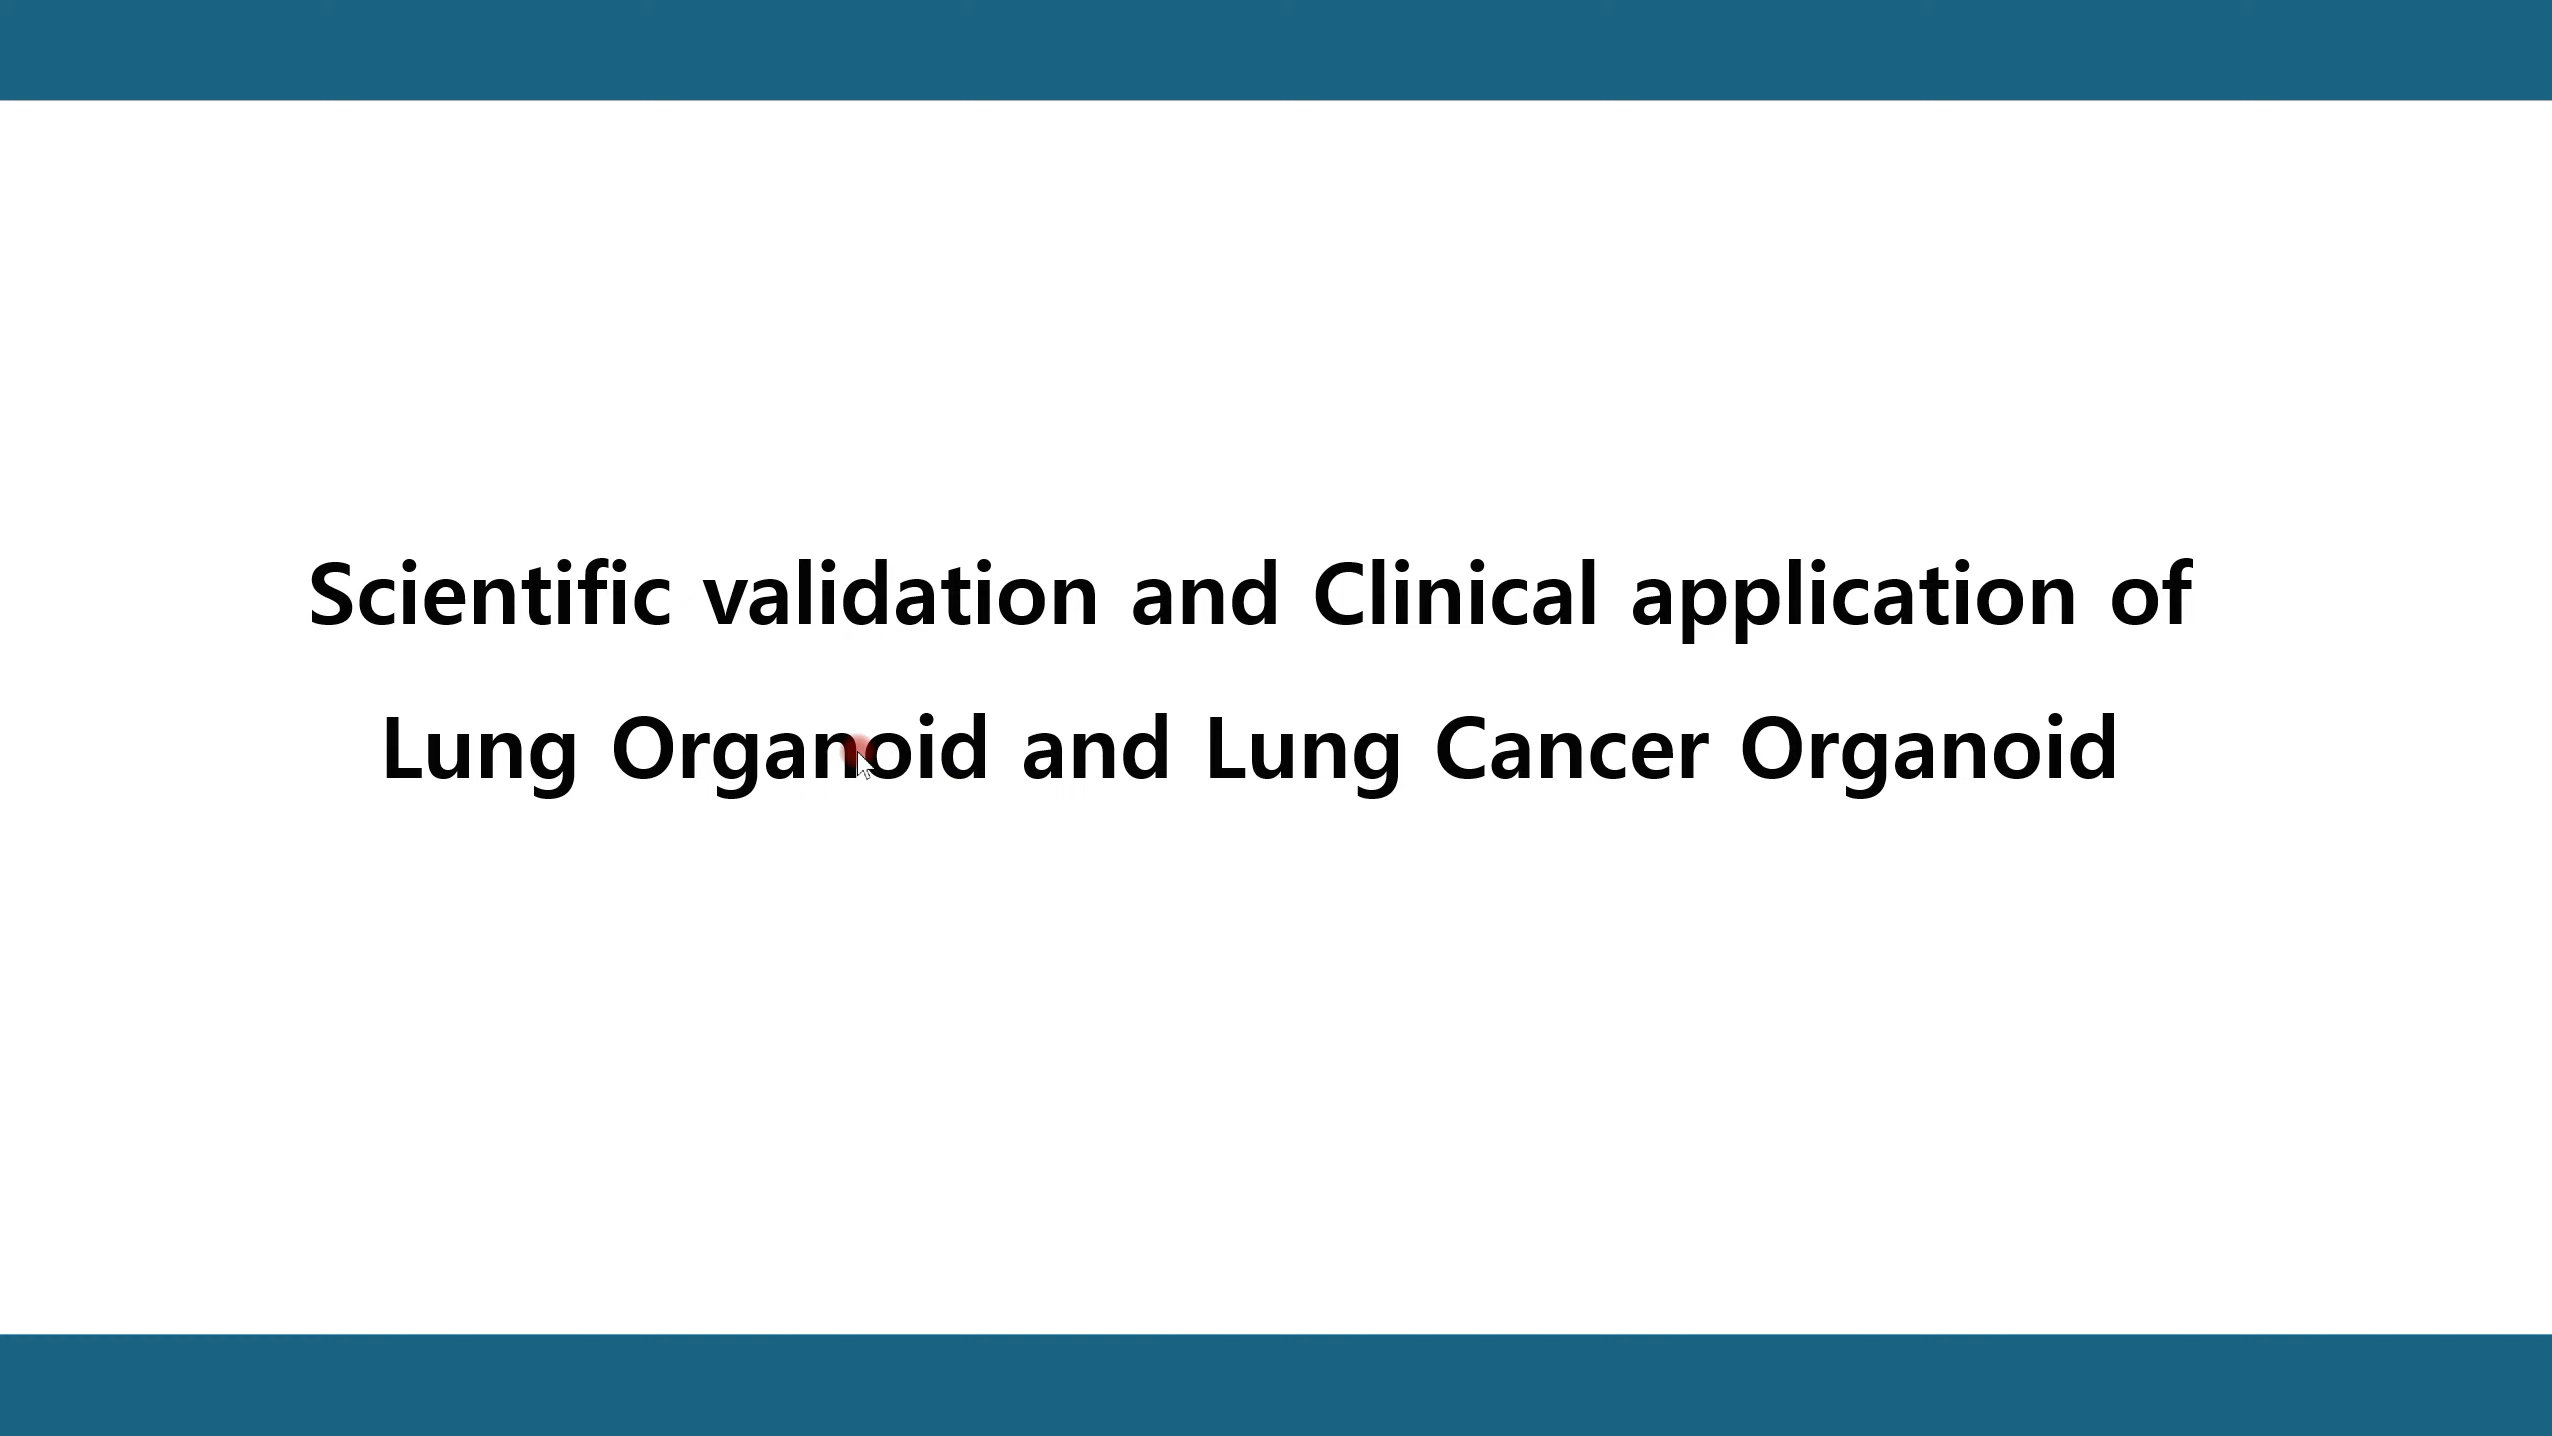 Scientific validation and Clinical application of
Lung Organoid and Lung Cancer Organoid